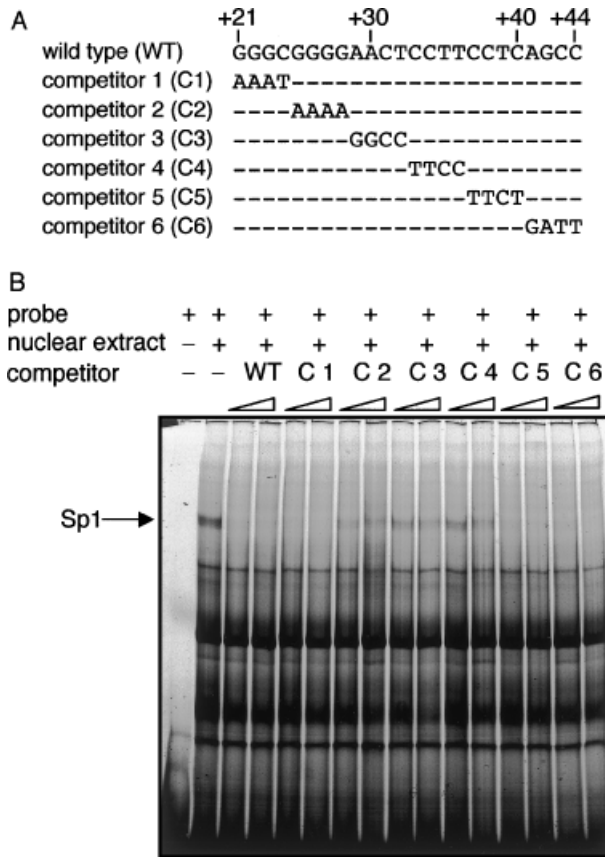 A
+21 +30 +40 +44
wild type (WT) GGGCGGGGAACTCCTTCCTCAGCC
competitor 1 (C1) AAAT--------------------
competitor 2 (C2) ----AAAA----------------
competitor 3 (C3) --------GGCC------------
competitor 4 (C4) ------------TTCC--------
competitor 5 (C5) ----------------TTCT----
competitor 6 (C6) --------------------GATT
B
probe + + + + + + + + +
nuclear extract – + + + + + + + +
competitor – – WT C 1 C 2 C 3 C 4 C 5 C 6
Sp1